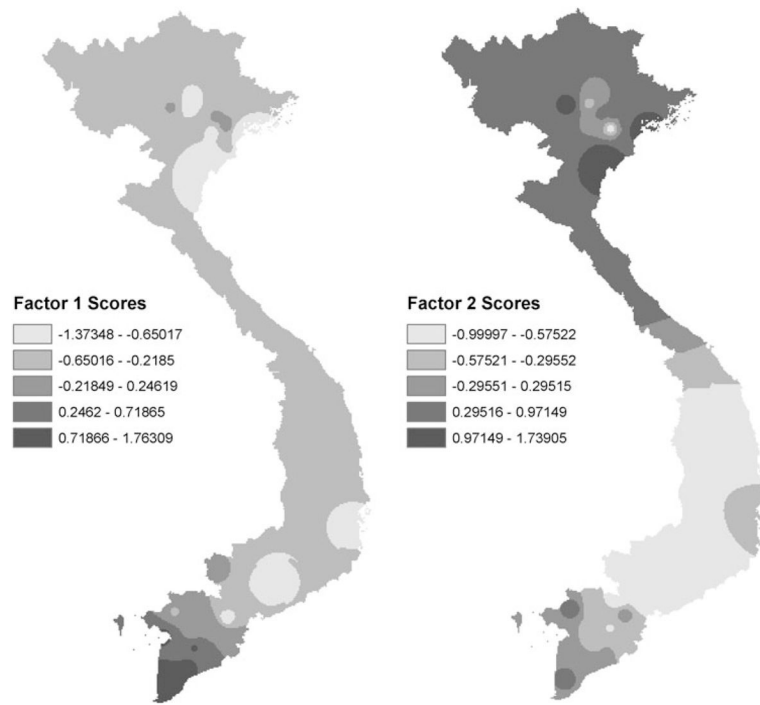 Factor 1 Scores
-1.37348 - -0.65017
-0.65016 - -0.2185
-0.21849 - 0.24619
0.2462 - 0.71865
0.71866 - 1.76309
Factor 2 Scores
-0.99997 - -0.57522
-0.57521 - -0.29552
-0.29551 - 0.29515
0.29516 - 0.97149
0.97149 - 1.73905